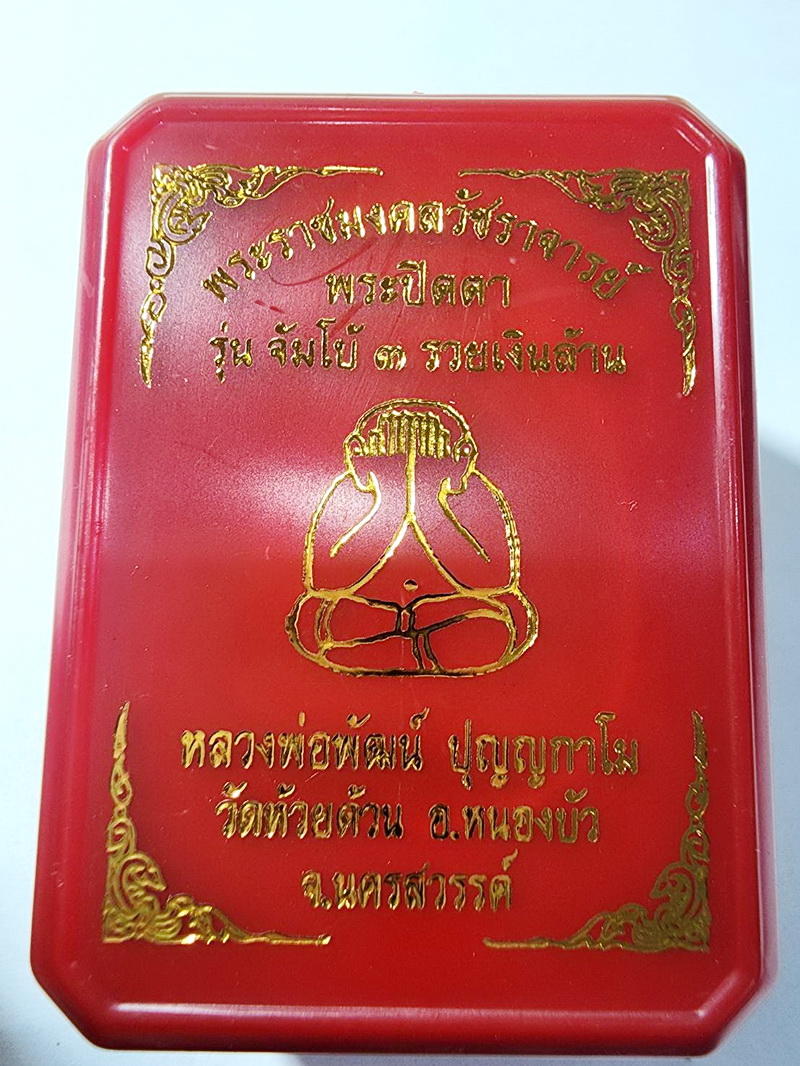 พระราชมงคลวัชราจารย์
พระปิดตา
รุ่น จัมโบ้ ๓ รวยเงินล้าน
หลวงพ่อพัฒน์ ปุญญกาโม
วัดห้วยด้วน อ.หนองบัว
จ.นครสวรรค์